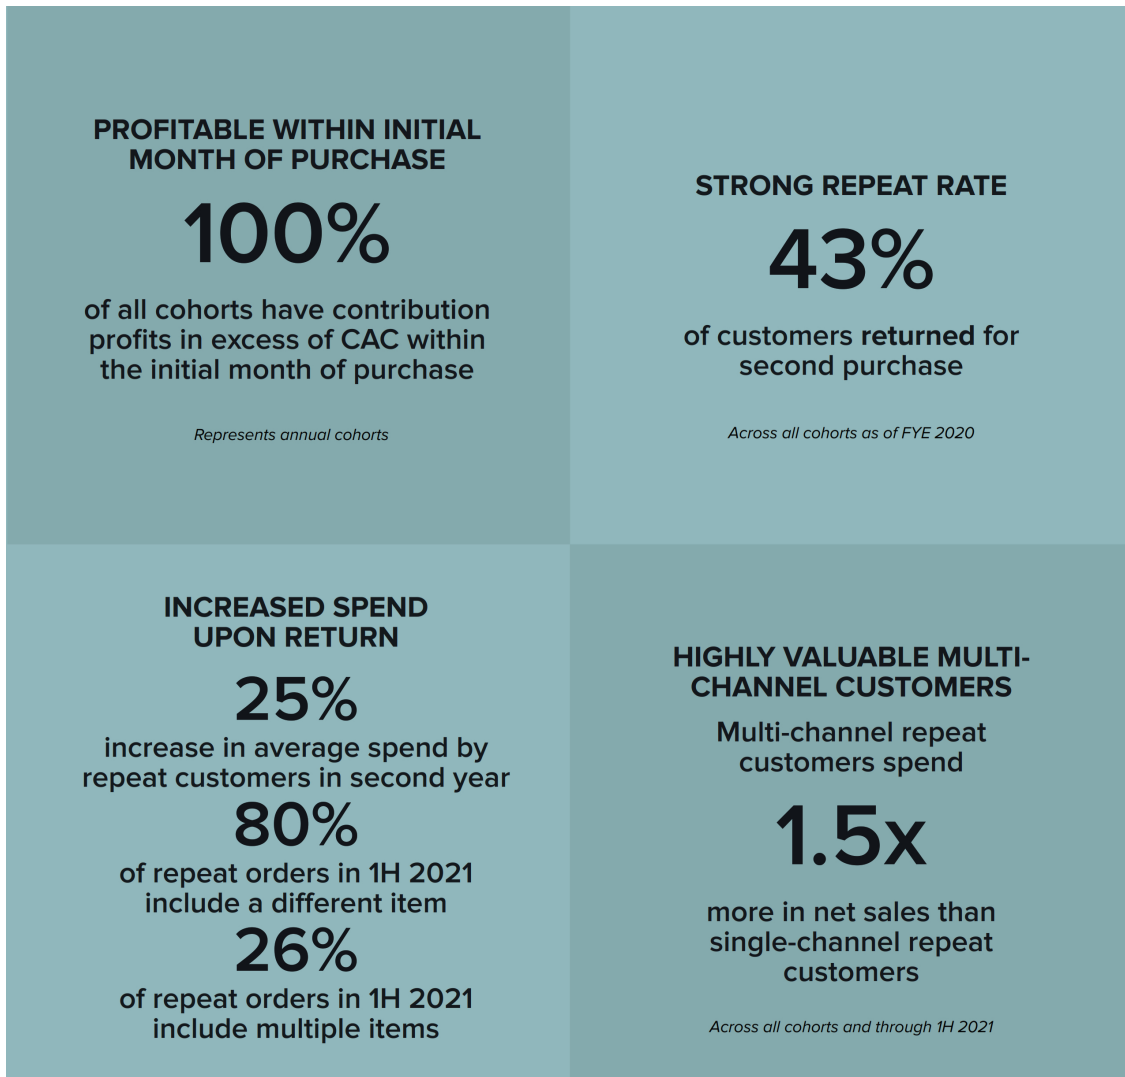 PROFITABLE WITHIN INITIAL
MONTH OF PURCHASE
100%
of all cohorts have contribution
profits in excess of CAC within
the initial month of purchase
Represents annual cohorts
STRONG REPEAT RATE
43%
of customers returned for
second purchase
Across all cohorts as of FYE 2020
INCREASED SPEND
UPON RETURN
25%
increase in average spend by
repeat customers in second year
80%
of repeat orders in 1H 2021
include a different item
26%
of repeat orders in 1H 2021
include multiple items
HIGHLY VALUABLE MULTI-
CHANNEL CUSTOMERS
Multi-channel repeat
customers spend
1.5x
more in net sales than
single-channel repeat
customers
Across all cohorts and through 1H 2021